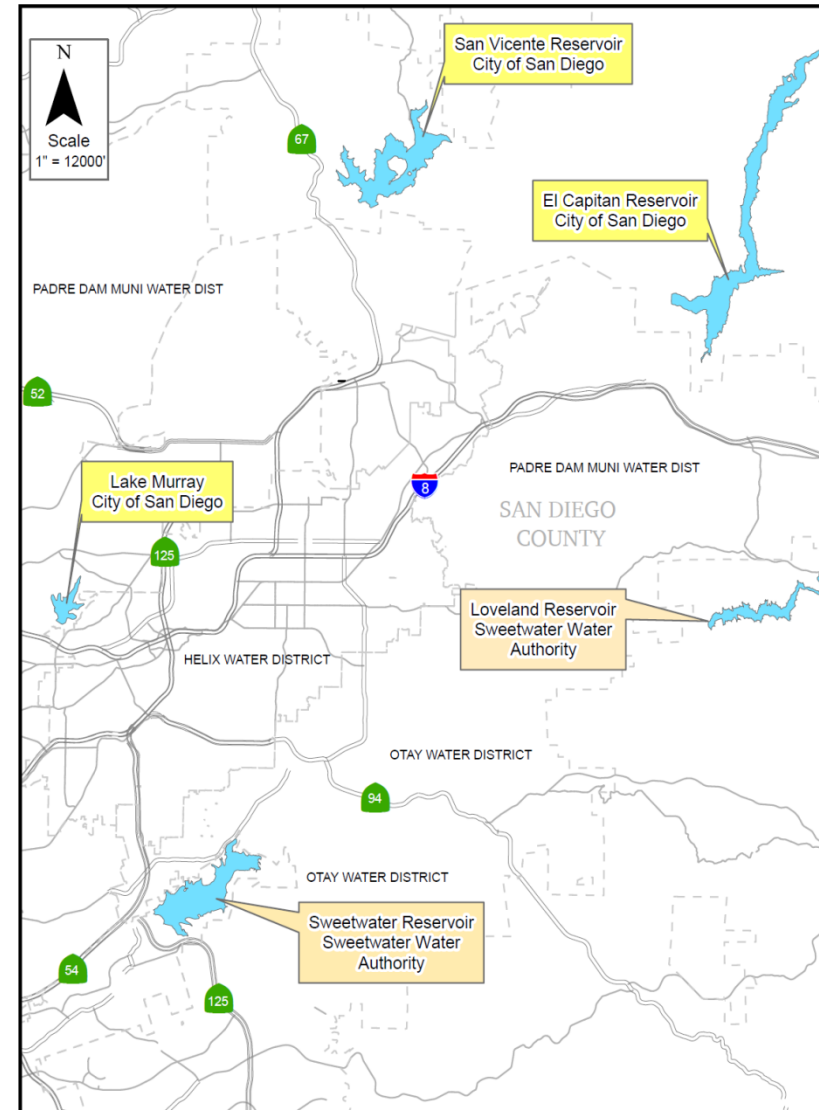 N
Scale
1" = 12000'
San Vicente Reservoir
City of San Diego
67
El Capitan Reservoir
City of San Diego
PADRE DAM MUNI WATER DIST
52
Lake Murray
City of San Diego
PADRE DAM MUNI WATER DIST
8
SAN DIEGO
COUNTY
125
Loveland Reservoir
Sweetwater Water
Authority
HELIX WATER DISTRICT
OTAY WATER DISTRICT
94
OTAY WATER DISTRICT
Sweetwater Reservoir
Sweetwater Water
Authority
54
125